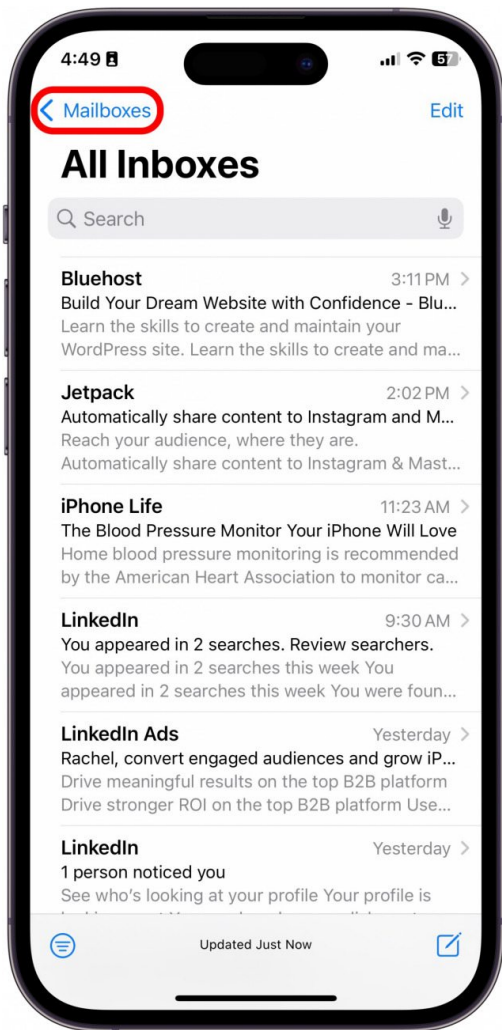 4:49
57
Mailboxes
Edit
All Inboxes
Search
Bluehost 3:11 PM
Build Your Dream Website with Confidence - Blu...
Learn the skills to create and maintain your
WordPress site. Learn the skills to create and ma...
Jetpack 2:02 PM
Automatically share content to Instagram and M...
Reach your audience, where they are.
Automatically share content to Instagram & Mast...
iPhone Life 11:23 AM
The Blood Pressure Monitor Your iPhone Will Love
Home blood pressure monitoring is recommended
by the American Heart Association to monitor ca...
LinkedIn 9:30 AM
You appeared in 2 searches. Review searchers.
You appeared in 2 searches this week You
appeared in 2 searches this week You were foun...
LinkedIn Ads Yesterday
Rachel, convert engaged audiences and grow iP...
Drive meaningful results on the top B2B platform
Drive stronger ROI on the top B2B platform Use...
LinkedIn Yesterday
1 person noticed you
See who's looking at your profile Your profile is
Updated Just Now